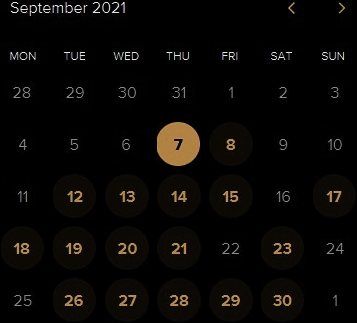 September 2021
MON TUE WED THU FRI SAT SUN
28 29 30 31 1 2 3
4 5 6 7 8 9 10
11 12 13 14 15 16 17
18 19 20 21 22 23 24
25 26 27 28 29 30 1